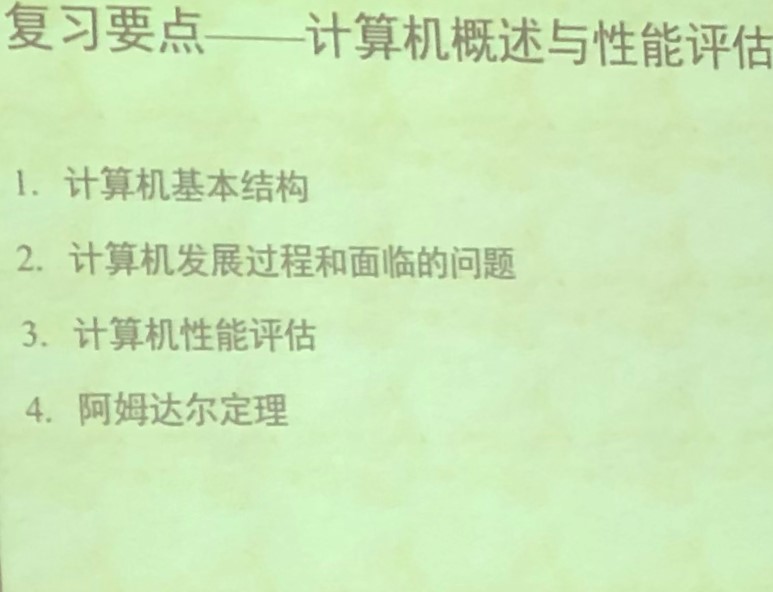 复习要点——计算机概述与性能评估
1. 计算机基本结构
2. 计算机发展过程和面临的问题
3. 计算机性能评估
4. 阿姆达尔定理